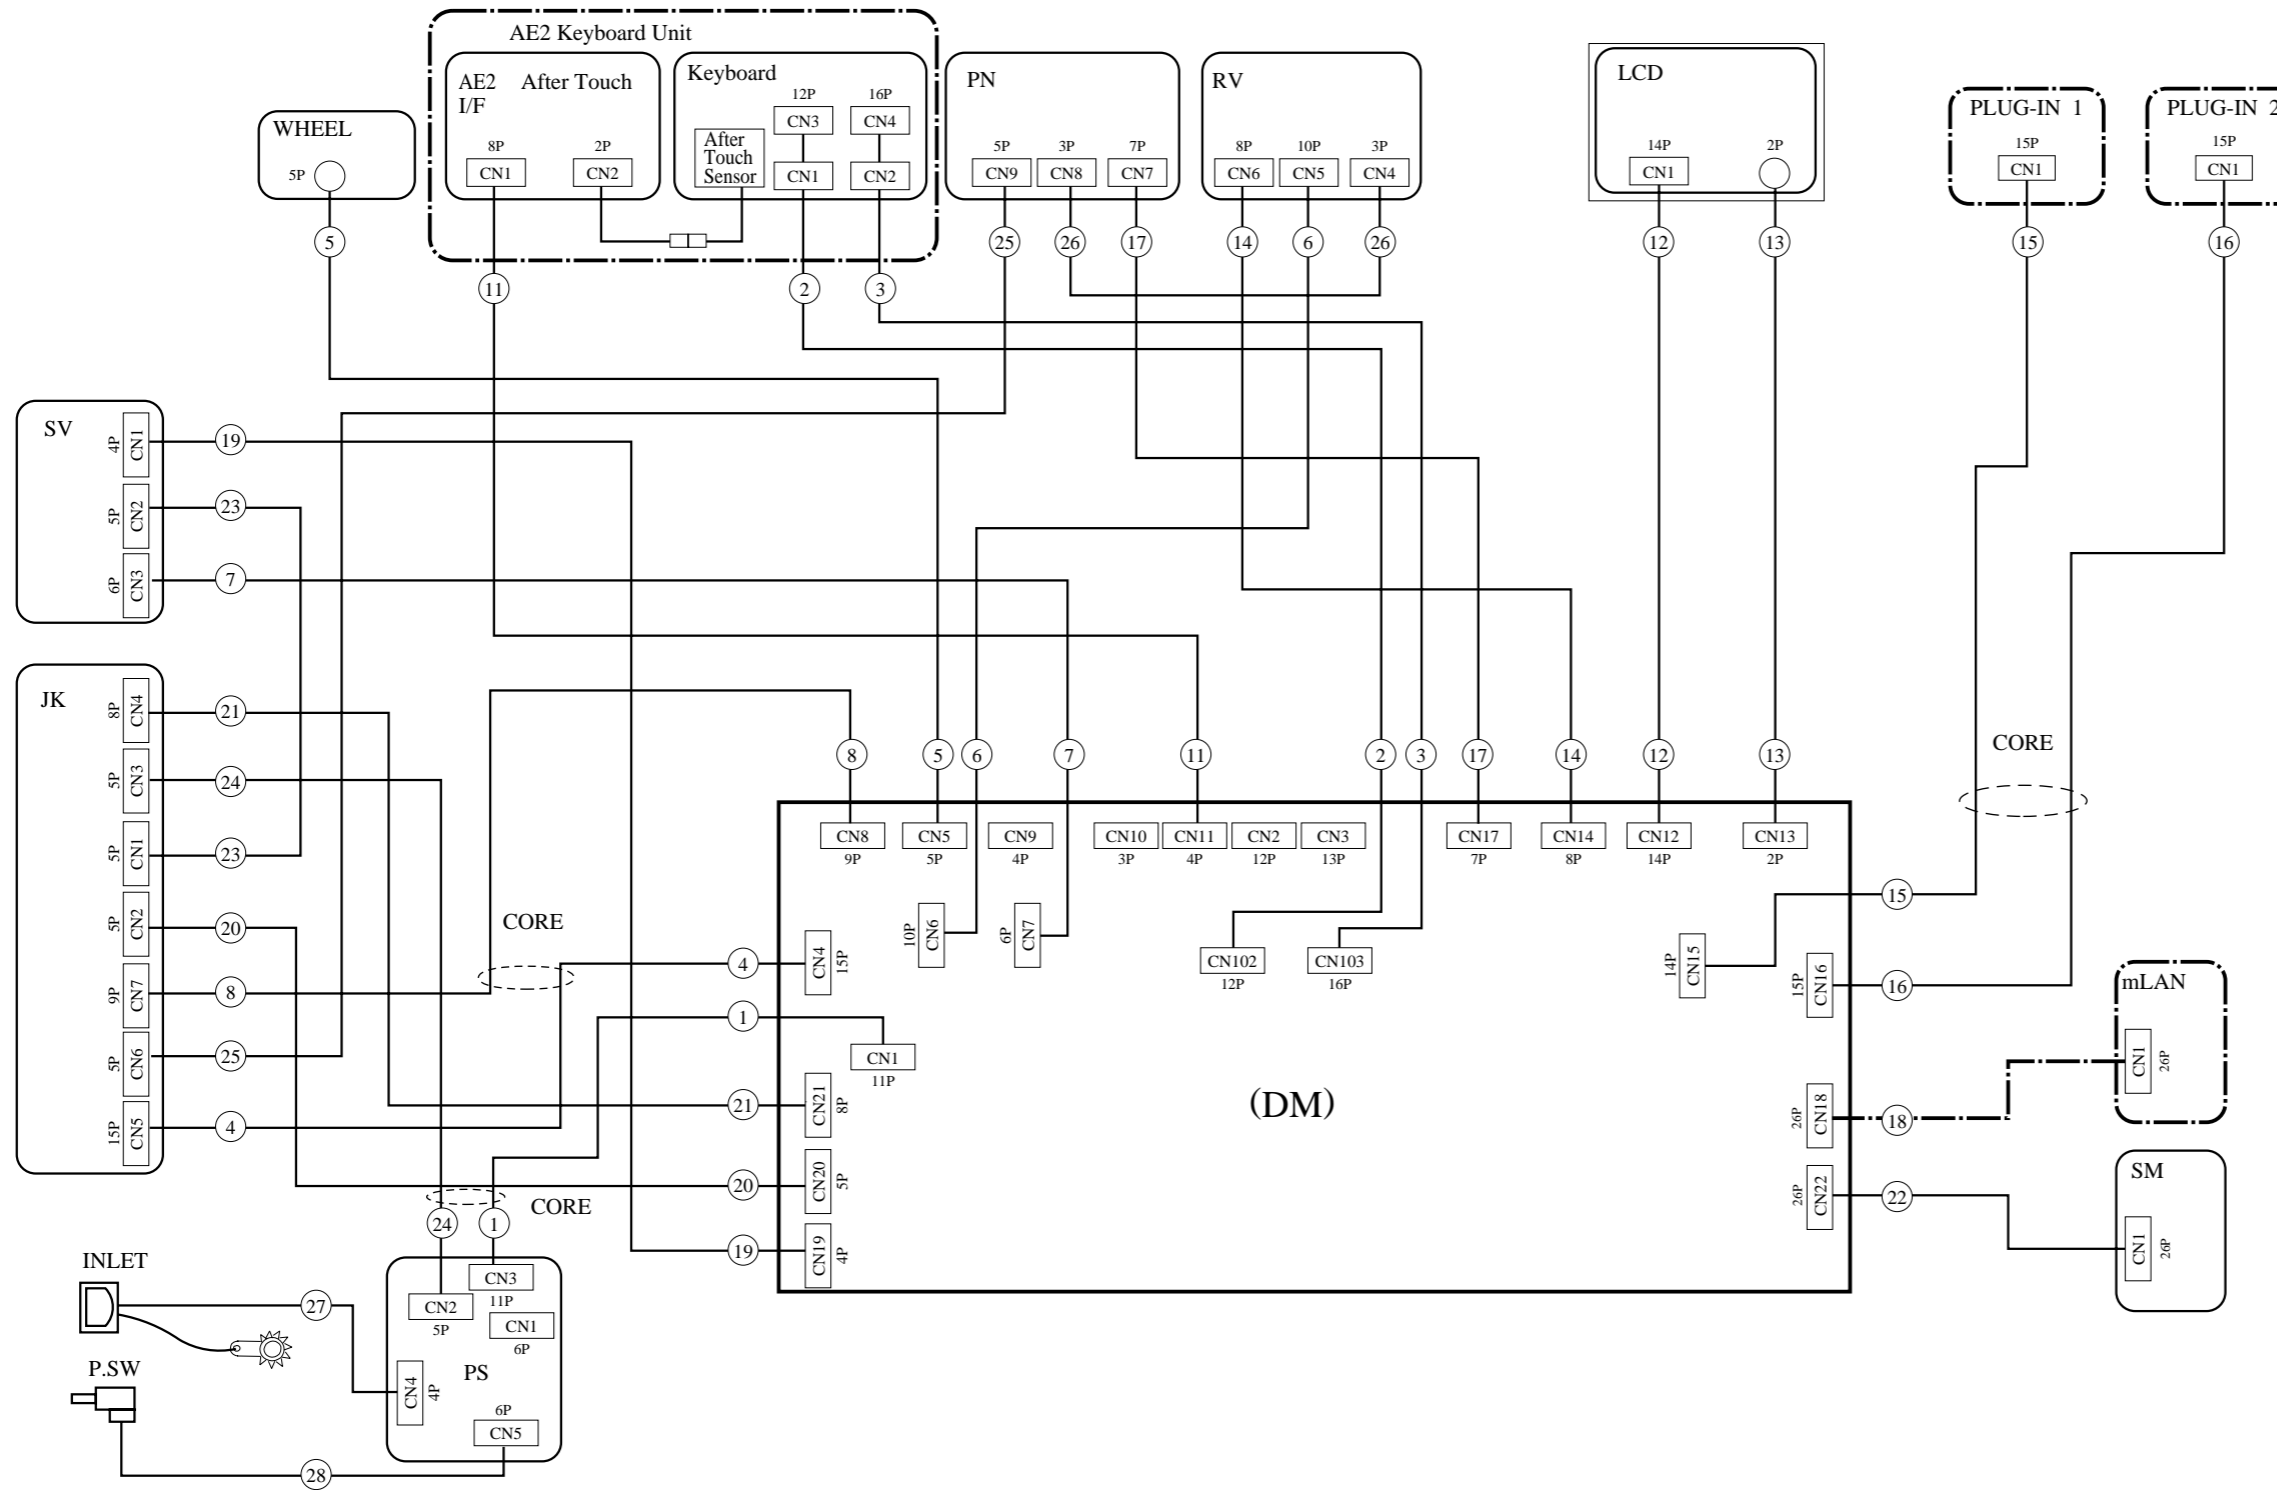 AE2 Keyboard Unit
AE2
I/F
After Touch
Keyboard
PN
RV
LCD
PLUG-IN 1
PLUG-IN 2
WHEEL
5P
8P
CN1
2P
CN2
After
Touch
Sensor
12P
CN3
CN1
16P
CN4
CN2
5P
CN9
3P
CN8
7P
CN7
8P
CN6
10P
CN5
3P
CN4
14P
CN1
2P
15P
CN1
15P
CN1
5
25
26
17
14
6
26
12
13
15
16
11
2
3
SV
4P
CN1
19
5P
CN2
23
6P
CN3
7
JK
8P
CN4
21
5P
CN3
24
5P
CN1
23
5P
CN2
20
9P
CN7
8
5P
CN6
25
15P
CN5
4
CORE
CORE
8
5
6
7
11
2
3
17
14
12
13
CORE
CN8
9P
CN5
5P
CN9
4P
CN10
3P
CN11
4P
CN2
12P
CN3
13P
CN17
7P
CN14
8P
CN12
14P
CN13
2P
10P
CN6
6P
CN7
CN102
12P
CN103
16P
14P
CN15
15
15P
CN16
16
4
CN4
15P
1
CN1
11P
21
CN21
8P
20
CN20
5P
19
CN19
4P
(DM)
26P
CN18
18
26P
CN22
22
mLAN
CN1
26P
SM
CN1
26P
24
1
INLET
27
P.SW
28
CN3
11P
CN2
5P
CN1
6P
PS
CN4
4P
6P
CN5